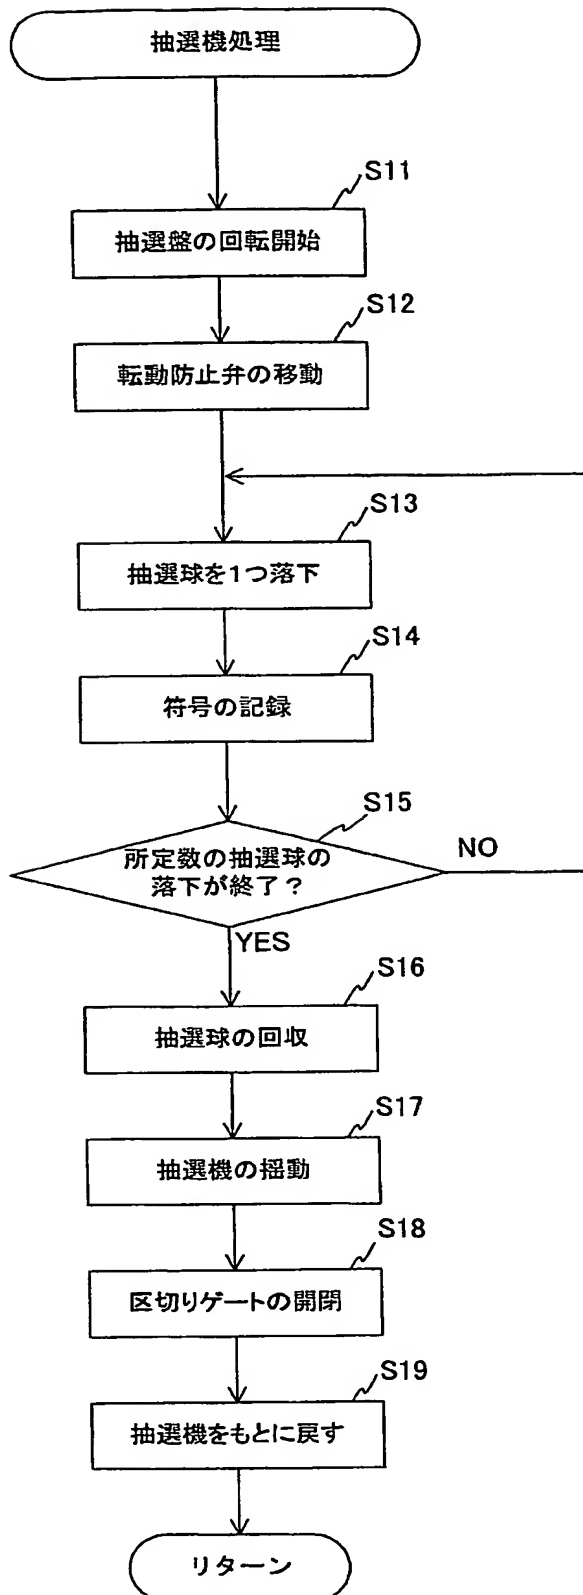 抽選機処理
S11
抽選盤の回転開始
S12
転動防止弁の移動
S13
抽選球を1つ落下
S14
符号の記録
S15
所定数の抽選球の
落下が終了？
NO
YES
S16
抽選球の回収
S17
抽選機の揺動
S18
区切りゲートの開閉
S19
抽選機をもとに戻す
リターン